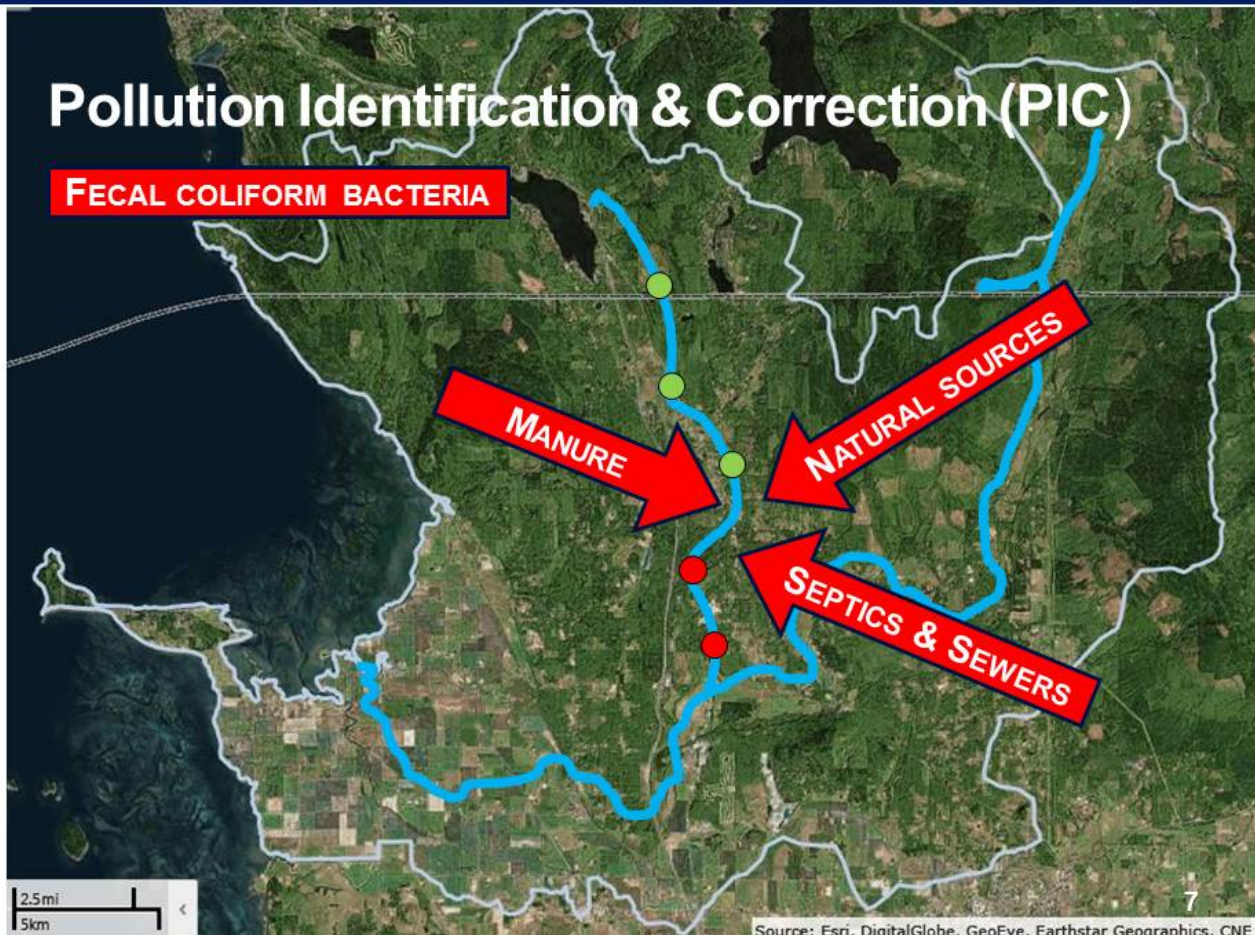 Pollution Identification & Correction (PIC)
FECAL COLIFORM BACTERIA
MANURE
NATURAL SOURCES
SEPTICS & SEWERS
2.5mi
5km
7
Source: Esri, DigitalGlobe, GeoEye, Earthstar Geographics, CNE